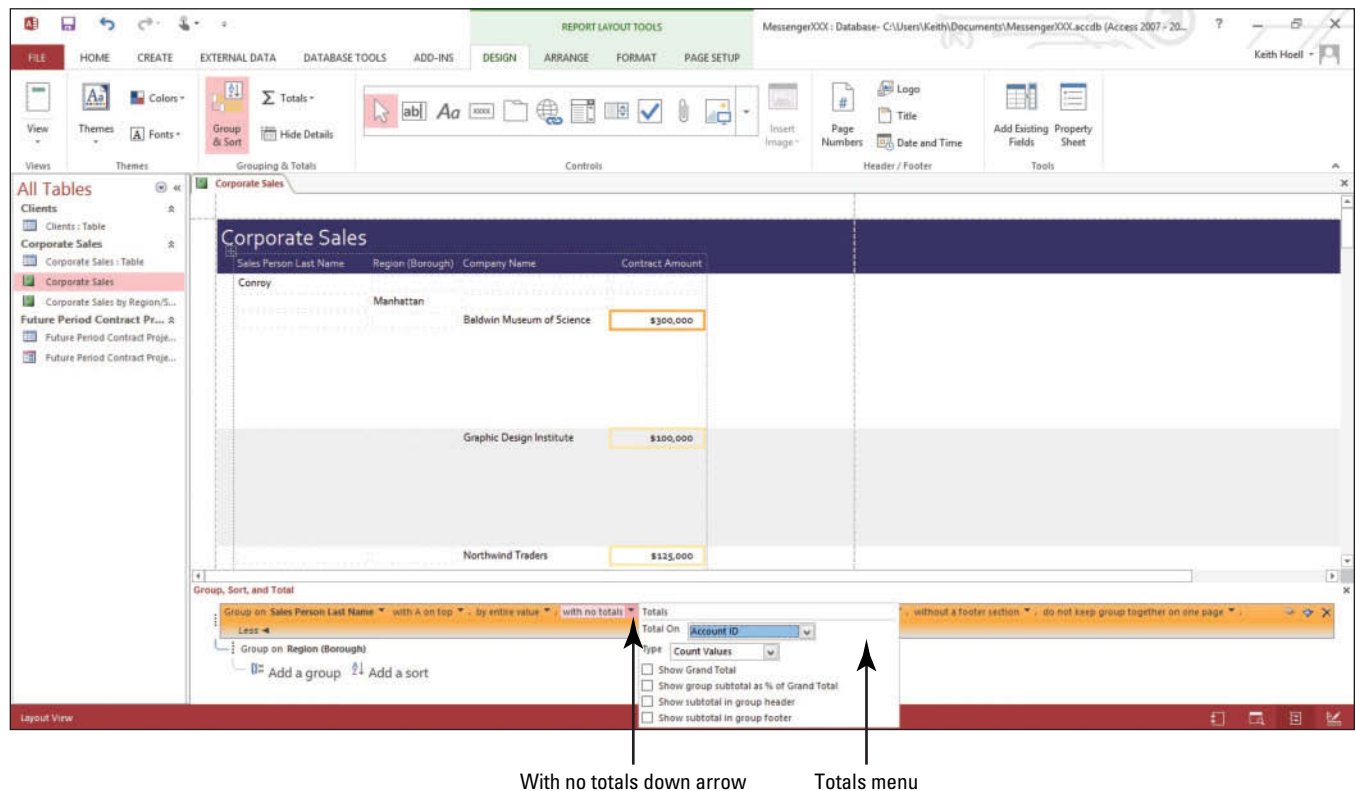 REPORT LAYOUT TOOLS
MessengerXXX : Database- C:\Users\Keith\Documents\MessengerXXX.accdb (Access 2007 - 20...
?
FILE HOME CREATE EXTERNAL DATA DATABASE TOOLS ADD-INS DESIGN ARRANGE FORMAT PAGE SETUP
Keith Hoell
View
Themes
Aa
Colors
A Fonts
Group & Sort
Σ Totals
Hide Details
ab| Aa xxxx
Insert Image
Page Numbers
Logo
Title
Date and Time
Add Existing Fields
Property Sheet
Views Themes Grouping & Totals Controls Header / Footer Tools
All Tables
Clients
Clients : Table
Corporate Sales
Corporate Sales : Table
Corporate Sales
Corporate Sales by Region/S...
Future Period Contract Pr...
Future Period Contract Proje...
Future Period Contract Proje...
Corporate Sales
Corporate Sales
Sales Person Last Name Region (Borough) Company Name Contract Amount
Conroy
Manhattan
Baldwin Museum of Science $300,000
Graphic Design Institute $100,000
Northwind Traders $125,000
Group, Sort, and Total
Group on Sales Person Last Name with A on top , by entire value , with no totals
, without a footer section , do not keep group together on one page ,
Less
Group on Region (Borough)
Add a group Add a sort
Totals
Total On Account ID
Type Count Values
Show Grand Total
Show group subtotal as % of Grand Total
Show subtotal in group header
Show subtotal in group footer
Layout View
With no totals down arrow
Totals menu